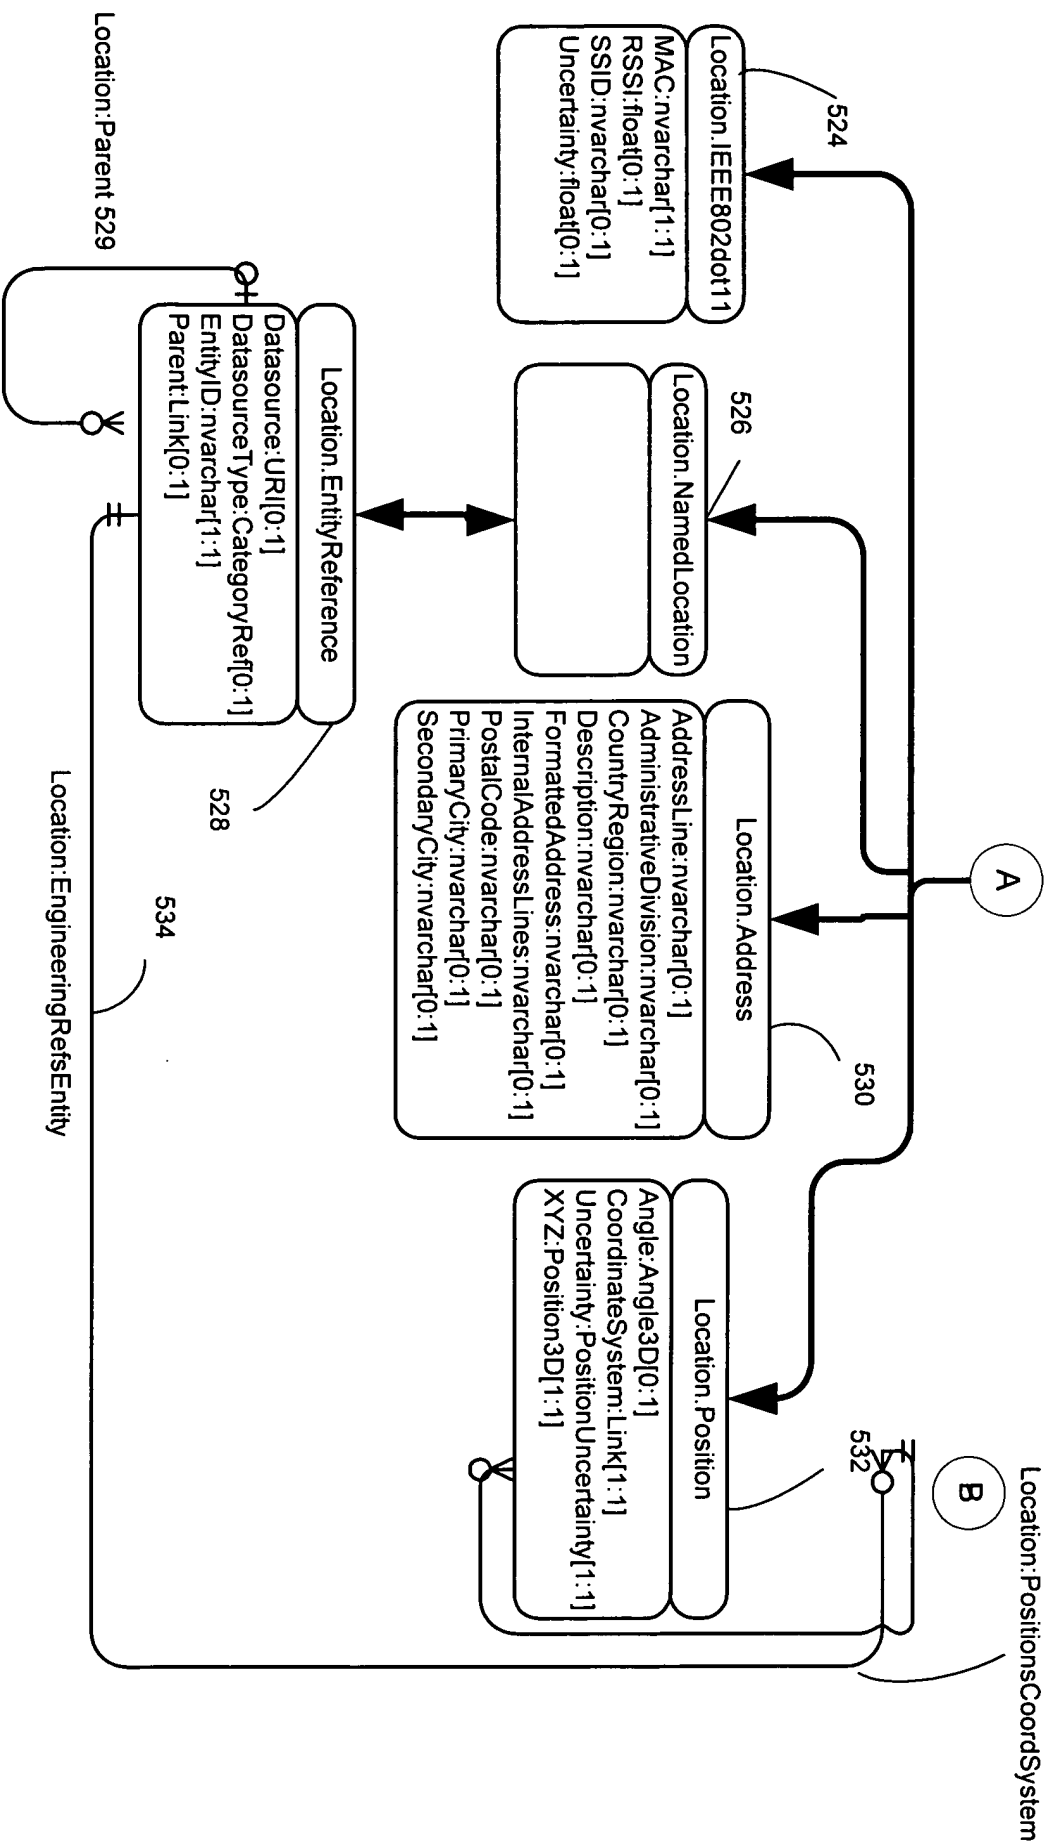 A
B
Location:PositionsCoordSystem
524
Location.IEEE802dot11
MAC:nvarchar[1:1]
RSSI:float[0:1]
SSID:nvarchar[0:1]
Uncertainty:float[0:1]
526
Location.NamedLocation
530
Location.Address
AddressLine:nvarchar[0:1]
AdministrativeDivision:nvarchar[0:1]
CountryRegion:nvarchar[0:1]
Description:nvarchar[0:1]
FormattedAddress:nvarchar[0:1]
InternalAddressLines:nvarchar[0:1]
PostalCode:nvarchar[0:1]
PrimaryCity:nvarchar[0:1]
SecondaryCity:nvarchar[0:1]
532
Location.Position
Angle:Angle3D[0:1]
CoordinateSystem:Link[1:1]
Uncertainty:PositionUncertainty[1:1]
XYZ:Position3D[1:1]
Location.EntityReference
Datasource:URI[0:1]
DatasourceType:CategoryRef[0:1]
EntityID:nvarchar[1:1]
Parent:Link[0:1]
528
Location:Parent 529
534
Location:EngineeringRefsEntity